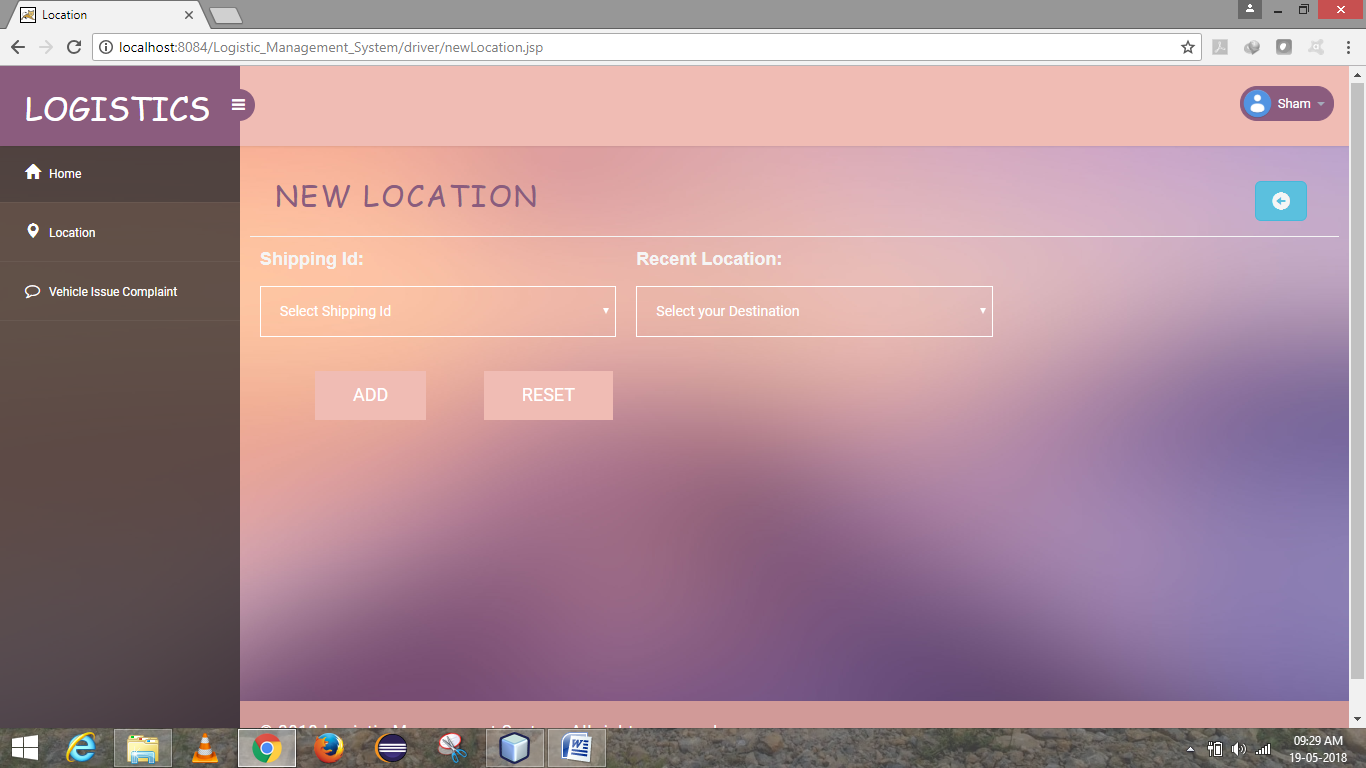 Location
localhost:8084/Logistic_Management_System/driver/newLocation.jsp
LOGISTICS
Sham
Home
Location
Vehicle Issue Complaint
NEW LOCATION
Shipping Id:
Recent Location:
Select Shipping Id
Select your Destination
ADD
RESET
09:29 AM
19-05-2018